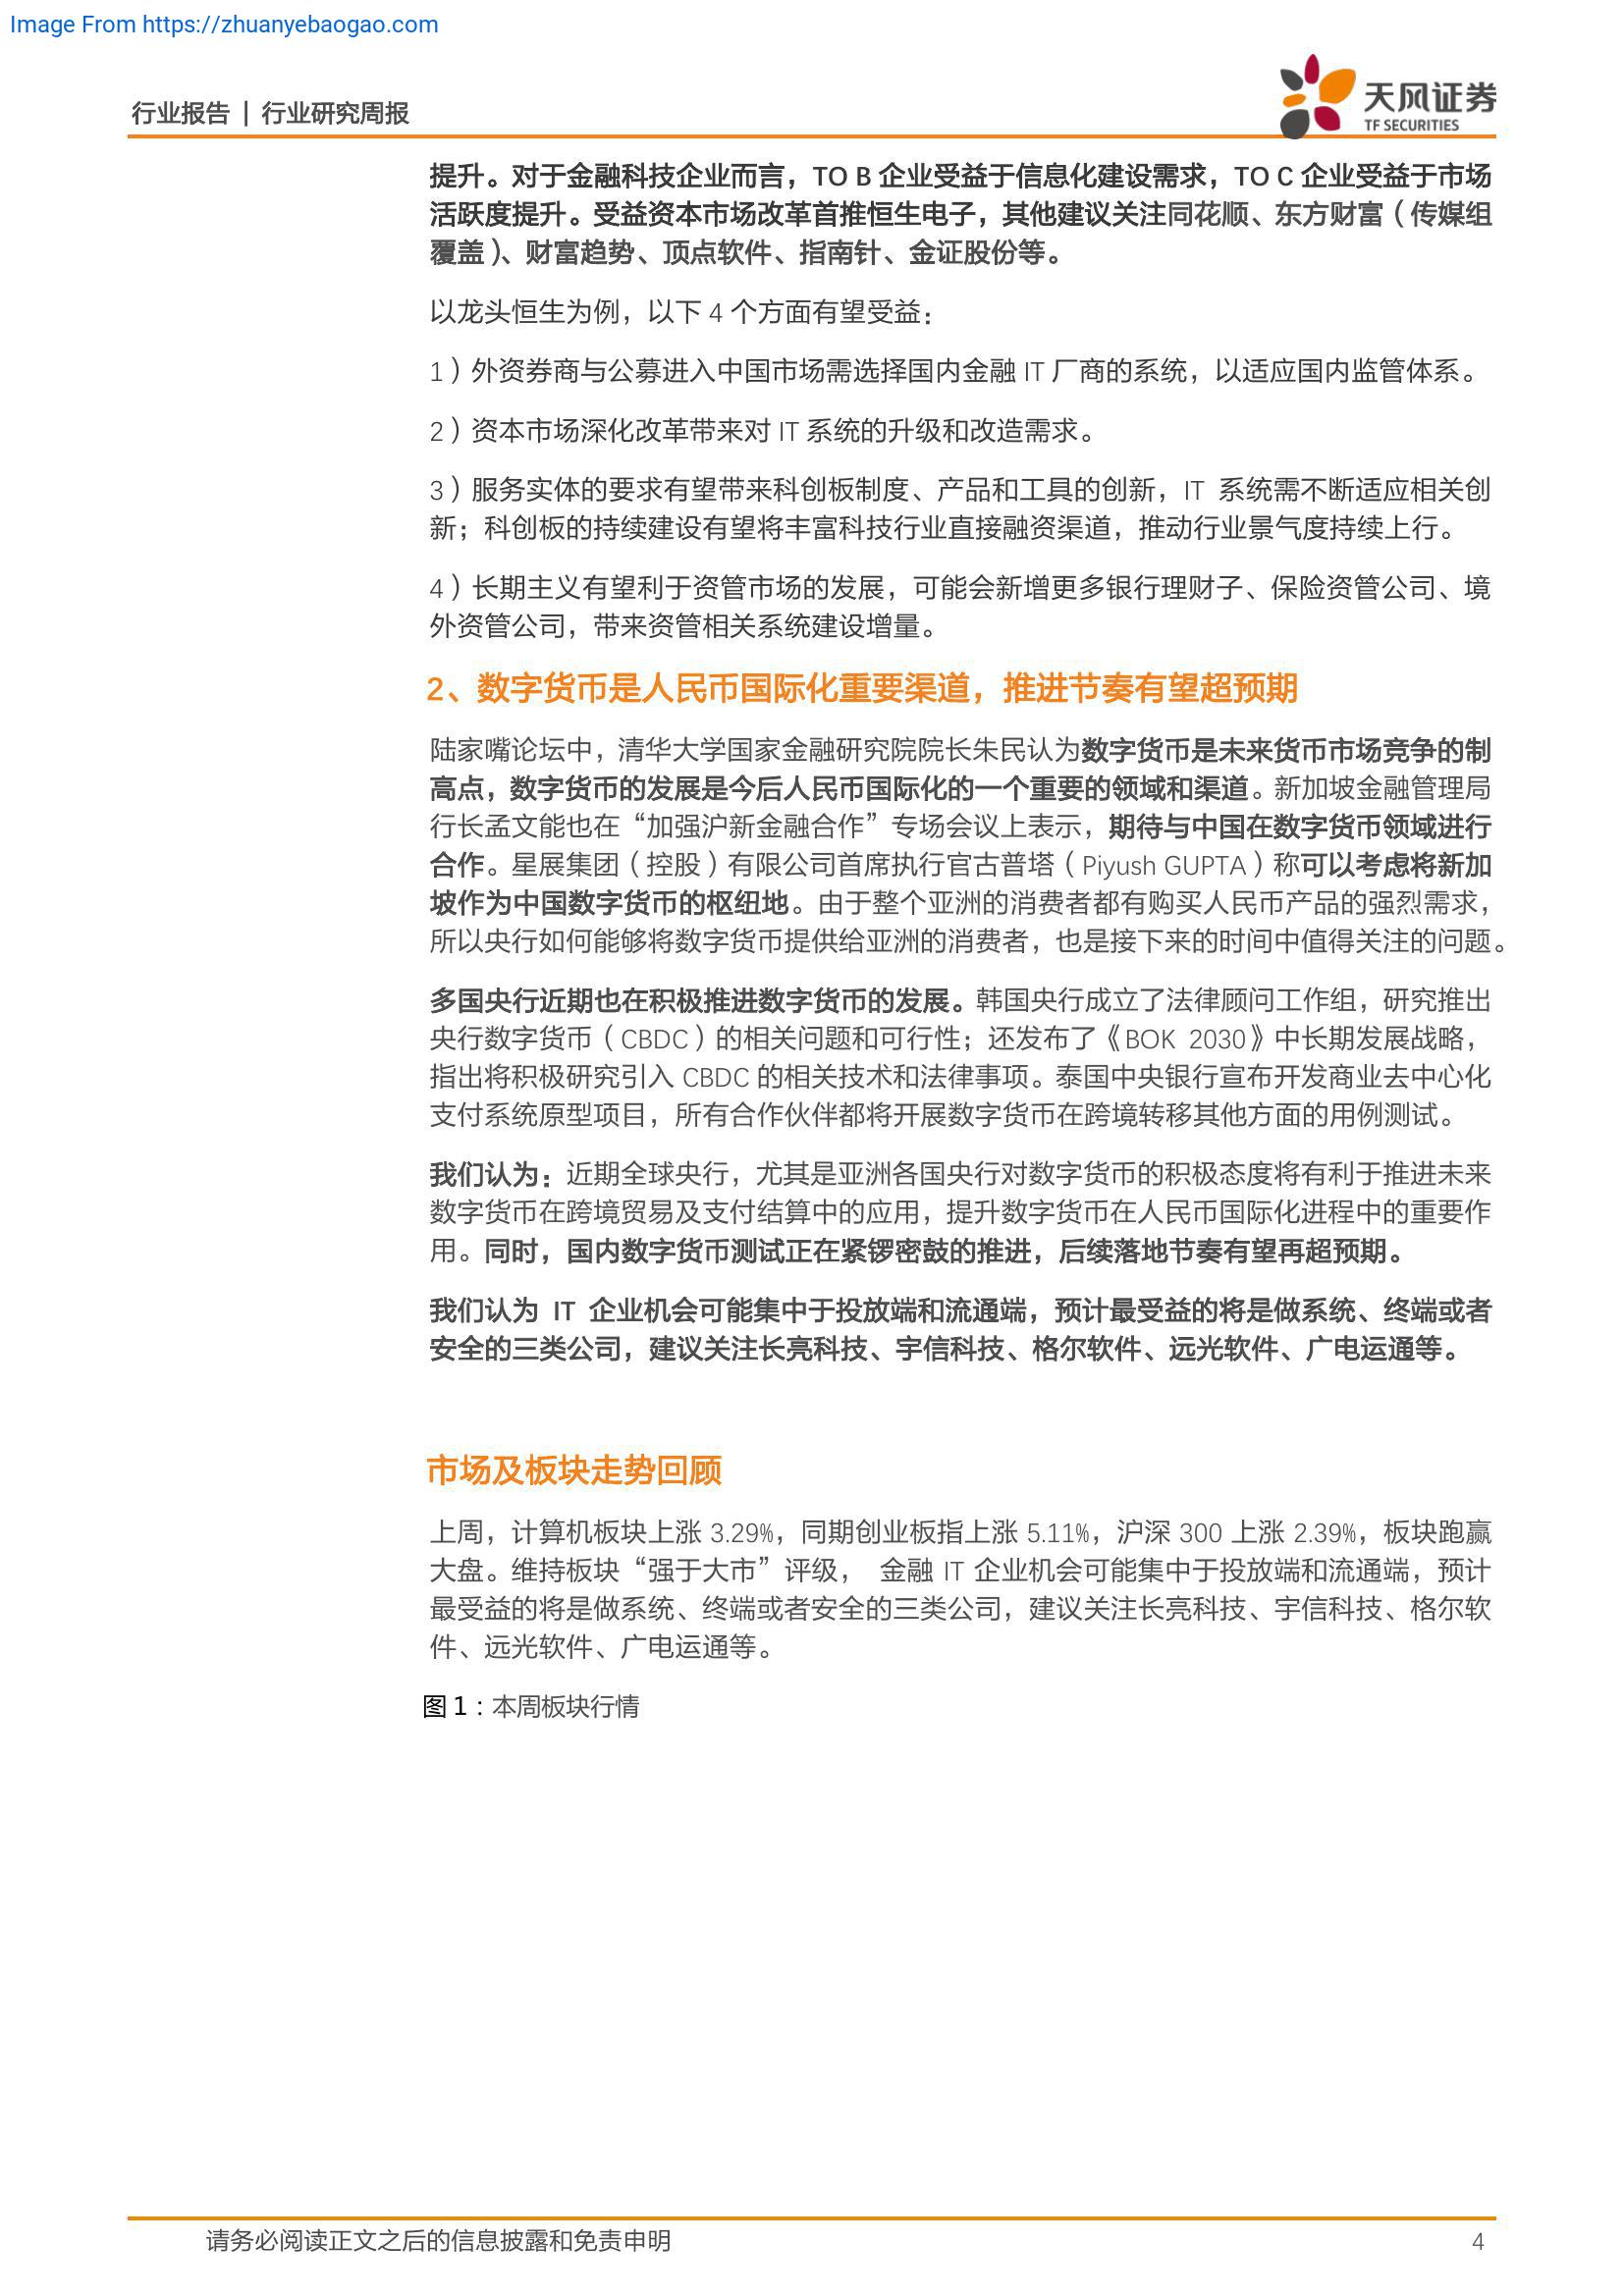 Image From https://zhuanyebaogao.com
行业报告 | 行业研究周报
天风证券
TF SECURITIES
提升。对于金融科技企业而言，TO B 企业受益于信息化建设需求，TO C 企业受益于市场
活跃度提升。受益资本市场改革首推恒生电子，其他建议关注同花顺、东方财富（传媒组
覆盖）、财富趋势、顶点软件、指南针、金证股份等。
以龙头恒生为例，以下 4 个方面有望受益：
1）外资券商与公募进入中国市场需选择国内金融 IT 厂商的系统，以适应国内监管体系。
2）资本市场深化改革带来对 IT 系统的升级和改造需求。
3）服务实体的要求有望带来科创板制度、产品和工具的创新，IT 系统需不断适应相关创
新；科创板的持续建设有望将丰富科技行业直接融资渠道，推动行业景气度持续上行。
4）长期主义有望利于资管市场的发展，可能会新增更多银行理财子、保险资管公司、境
外资管公司，带来资管相关系统建设增量。
2、数字货币是人民币国际化重要渠道，推进节奏有望超预期
陆家嘴论坛中，清华大学国家金融研究院院长朱民认为数字货币是未来货币市场竞争的制
高点，数字货币的发展是今后人民币国际化的一个重要的领域和渠道。新加坡金融管理局
行长孟文能也在“加强沪新金融合作”专场会议上表示，期待与中国在数字货币领域进行
合作。星展集团（控股）有限公司首席执行官古普塔（Piyush GUPTA）称可以考虑将新加
坡作为中国数字货币的枢纽地。由于整个亚洲的消费者都有购买人民币产品的强烈需求，
所以央行如何能够将数字货币提供给亚洲的消费者，也是接下来的时间中值得关注的问题。
多国央行近期也在积极推进数字货币的发展。韩国央行成立了法律顾问工作组，研究推出
央行数字货币（CBDC）的相关问题和可行性；还发布了《BOK 2030》中长期发展战略，
指出将积极研究引入 CBDC 的相关技术和法律事项。泰国中央银行宣布开发商业去中心化
支付系统原型项目，所有合作伙伴都将开展数字货币在跨境转移其他方面的用例测试。
我们认为：近期全球央行，尤其是亚洲各国央行对数字货币的积极态度将有利于推进未来
数字货币在跨境贸易及支付结算中的应用，提升数字货币在人民币国际化进程中的重要作
用。同时，国内数字货币测试正在紧锣密鼓的推进，后续落地节奏有望再超预期。
我们认为 IT 企业机会可能集中于投放端和流通端，预计最受益的将是做系统、终端或者
安全的三类公司，建议关注长亮科技、宇信科技、格尔软件、远光软件、广电运通等。
市场及板块走势回顾
上周，计算机板块上涨 3.29%，同期创业板指上涨 5.11%，沪深 300 上涨 2.39%，板块跑赢
大盘。维持板块“强于大市”评级， 金融 IT 企业机会可能集中于投放端和流通端，预计
最受益的将是做系统、终端或者安全的三类公司，建议关注长亮科技、宇信科技、格尔软
件、远光软件、广电运通等。
图 1：本周板块行情
请务必阅读正文之后的信息披露和免责申明
4